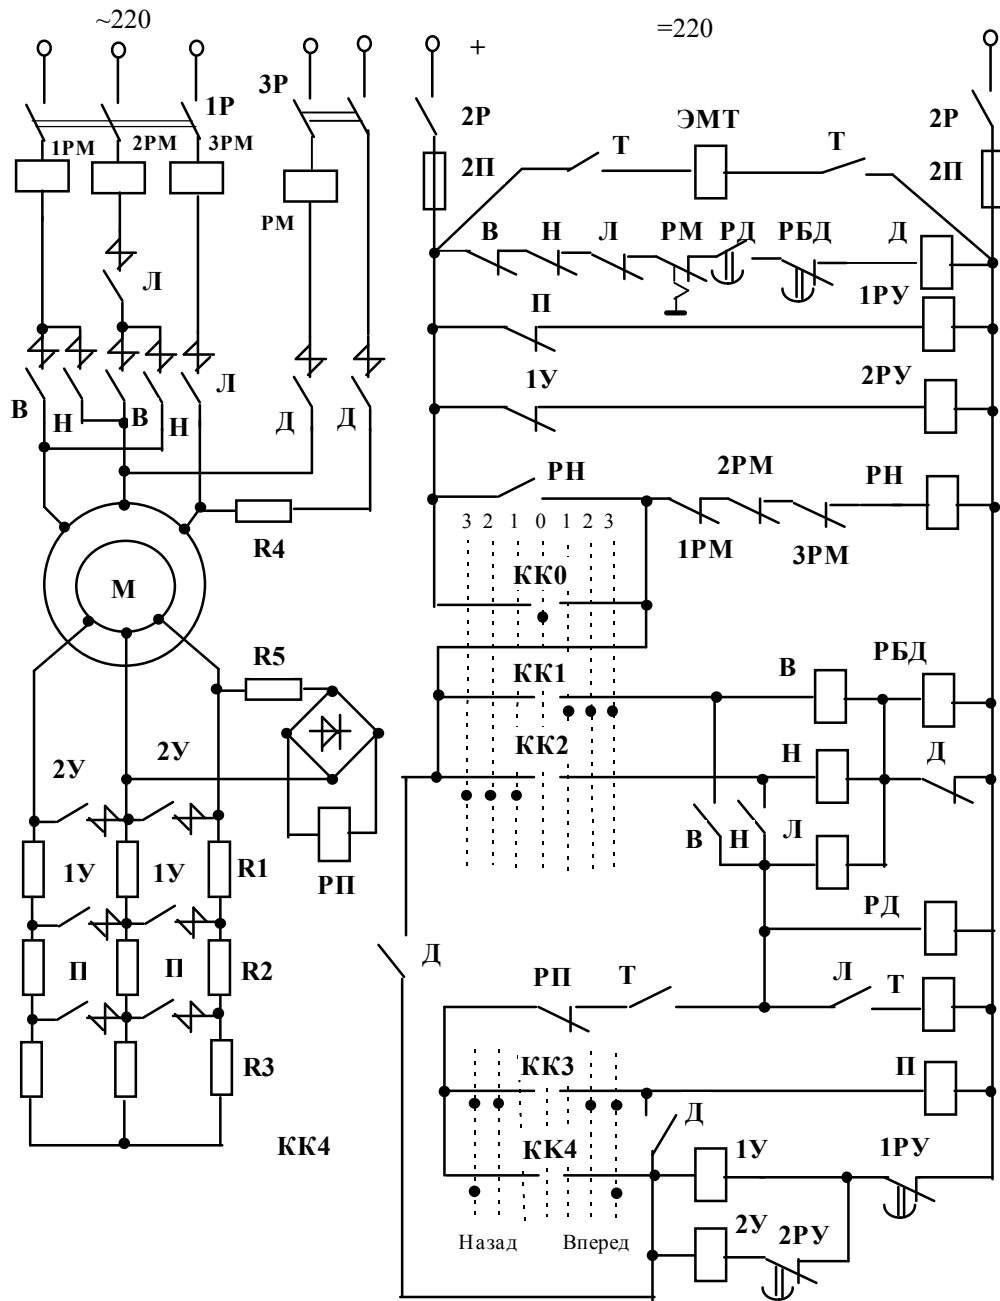 ~220
+
=220
3Р
1Р
2Р
ЭМТ
2Р
1РМ
2РМ
3РМ
Т
Т
2П
2П
РМ
В
Н
Л
РМ
РД
РБД
Д
Л
1РУ
П
1У
2РУ
Л
В
Н
В
Н
Д
Д
РН
2РМ
РН
3 2 1 0 1 2 3
1РМ
3РМ
R4
КК0
М
R5
КК1
В
РБД
КК2
Н
Д
2У
2У
В
Н
Л
1У
1У
R1
РП
РД
Д
П
П
R2
РП
Т
Л
Т
R3
КК3
П
Д
КК4
КК4
1У
1РУ
2У
2РУ
Назад
Вперед